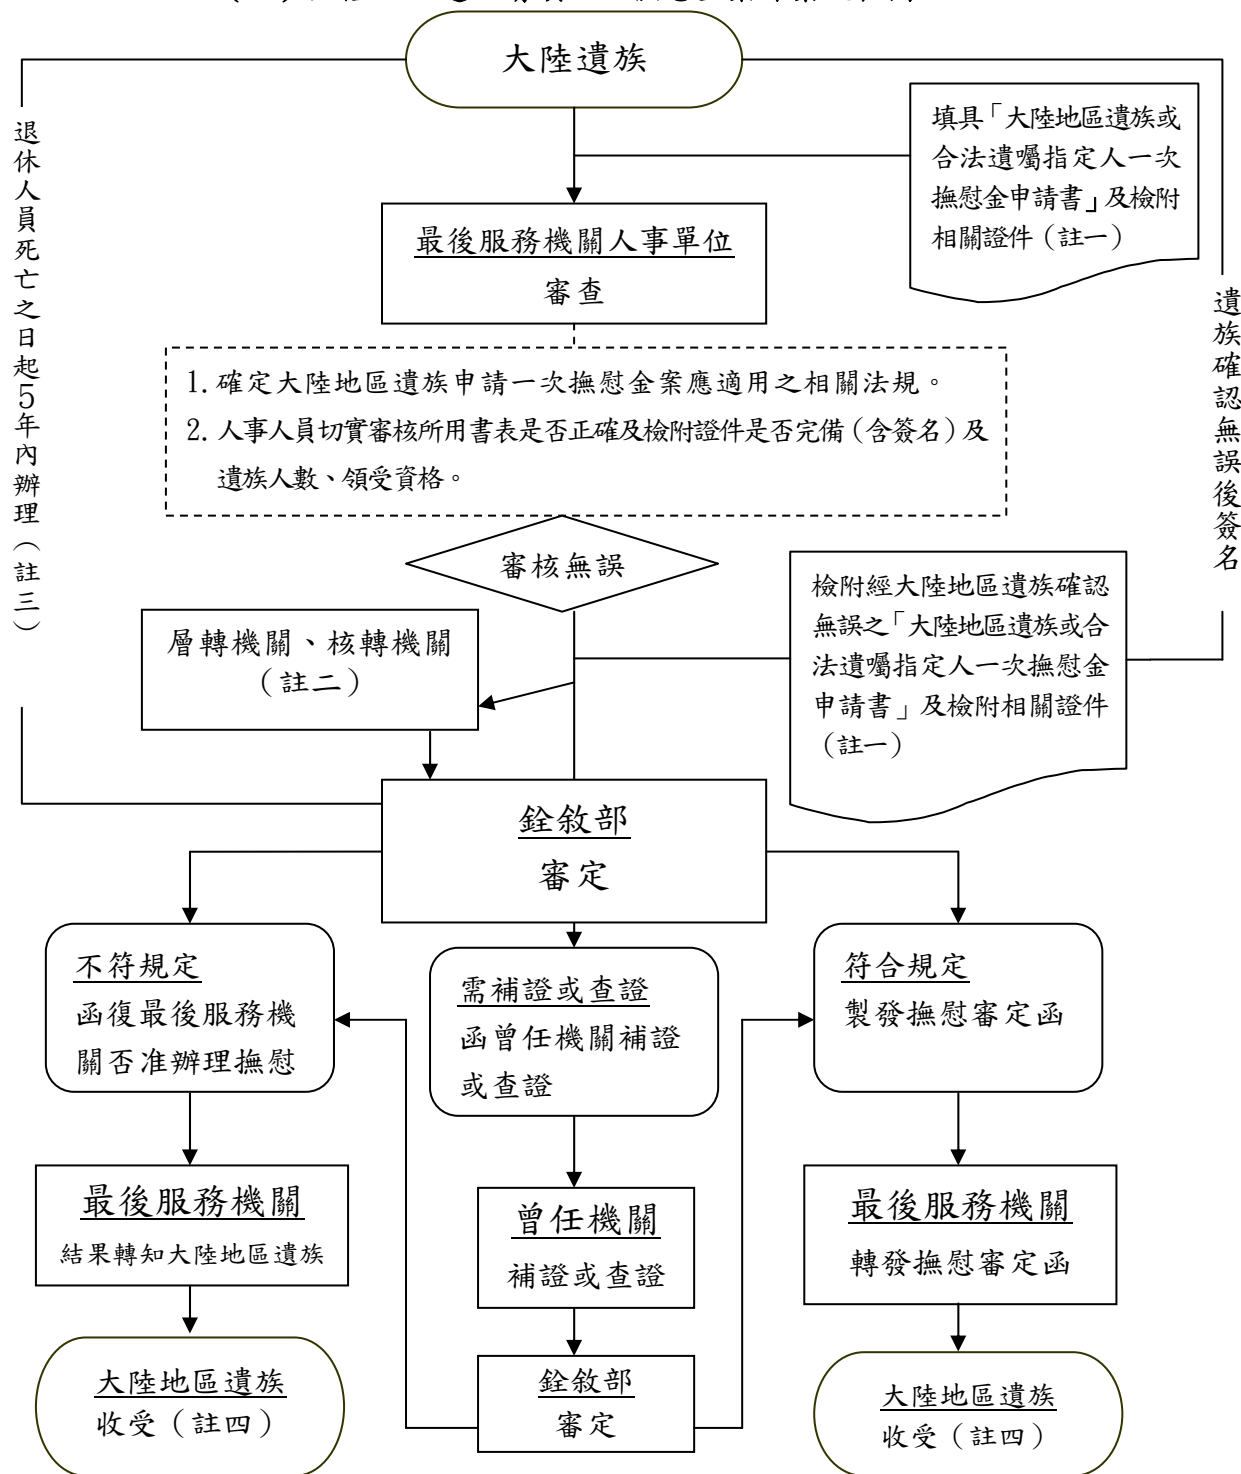 大陸遺族
填具「大陸地區遺族或
合法遺囑指定人一次
撫慰金申請書」及檢附
相關證件（註一）
退休人員死亡之日起5年內辦理（註三）
最後服務機關人事單位
審查
遺族確認無誤後簽名
1. 確定大陸地區遺族申請一次撫慰金案應適用之相關法規。
2. 人事人員切實審核所用書表是否正確及檢附證件是否完備（含簽名）及
遺族人數、領受資格。
審核無誤
檢附經大陸地區遺族確認
無誤之「大陸地區遺族或合
法遺囑指定人一次撫慰金
申請書」及檢附相關證件
（註一）
層轉機關、核轉機關
（註二）
銓敘部
審定
不符規定
函復最後服務機
關否准辦理撫慰
需補證或查證
函曾任機關補證
或查證
符合規定
製發撫慰審定函
最後服務機關
結果轉知大陸地區遺族
曾任機關
補證或查證
最後服務機關
轉發撫慰審定函
大陸地區遺族
收受（註四）
銓敘部
審定
大陸地區遺族
收受（註四）